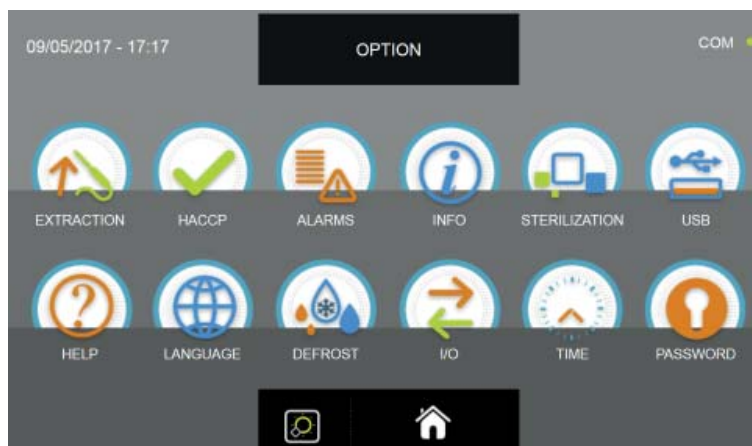 09/05/2017 - 17:17 OPTION COM
EXTRACTION HACCP ALARMS INFO STERILIZATION USB
HELP LANGUAGE DEFROST I/O TIME PASSWORD